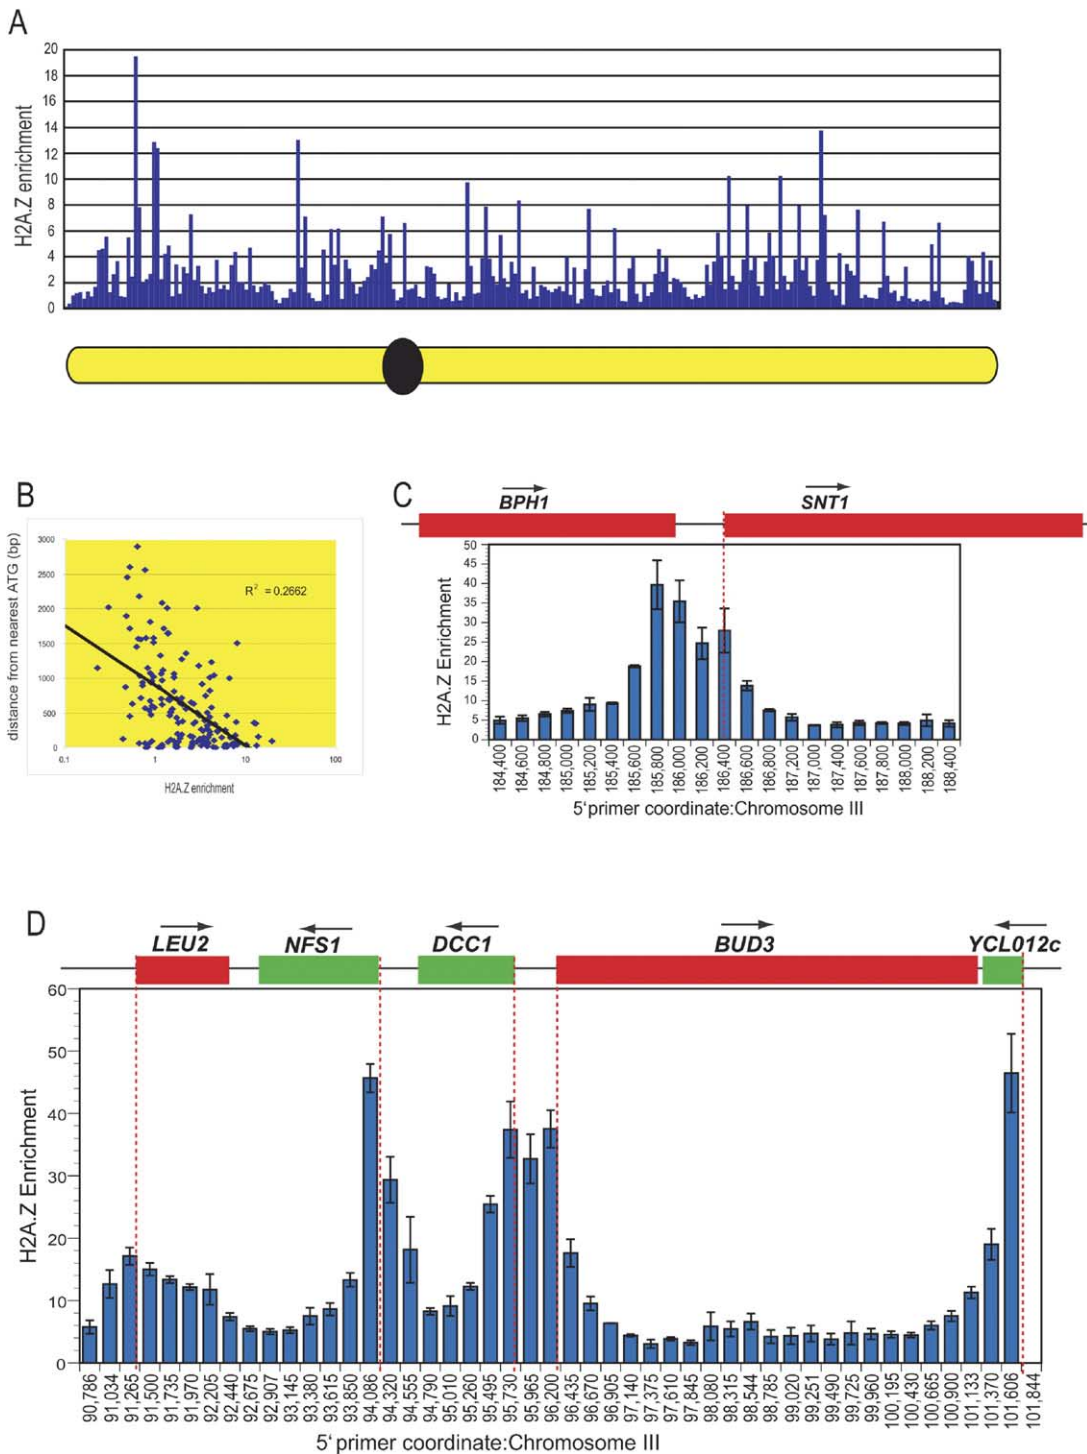 A
H2A.Z enrichment
20
18
16
14
12
10
8
6
4
2
0
B
distance from nearest ATG (bp)
3000
2500
2000
1500
1000
500
0
R² = 0.2662
0.1 1 10 100
H2A.Z enrichment
C
BPH1 SNT1
H2A.Z Enrichment
50
45
40
35
30
25
20
15
10
5
0
184,400 184,600 184,800 185,000 185,200 185,400 185,600 185,800 186,000 186,200 186,400 186,600 186,800 187,200 187,000 187,400 187,600 187,800 188,000 188,200 188,400
5'primer coordinate:Chromosome III
D
LEU2 NFS1 DCC1 BUD3 YCL012c
H2A.Z Enrichment
60
50
40
30
20
10
0
90,786 91,034 91,265 91,500 91,735 91,970 92,205 92,440 92,675 92,907 93,145 93,380 93,615 93,850 94,086 94,320 94,555 94,790 95,010 95,260 95,495 95,730 95,965 96,200 96,435 96,670 96,905 97,140 97,375 97,610 97,845 98,080 98,315 98,544 98,785 99,020 99,251 99,490 99,725 99,960 100,195 100,430 100,665 100,900 101,133 101,370 101,606 101,844
5' primer coordinate:Chromosome III